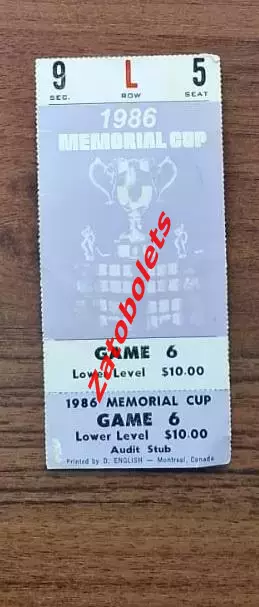 9 L 5
SEC. ROW SEAT
1986
MEMORIAL CUP
zatobolets
GAME 6
Lower Level $10.00
1986 MEMORIAL CUP
GAME 6
Lower Level $10.00
Audit Stub
Printed by D. ENGLISH — Montreal, Canada